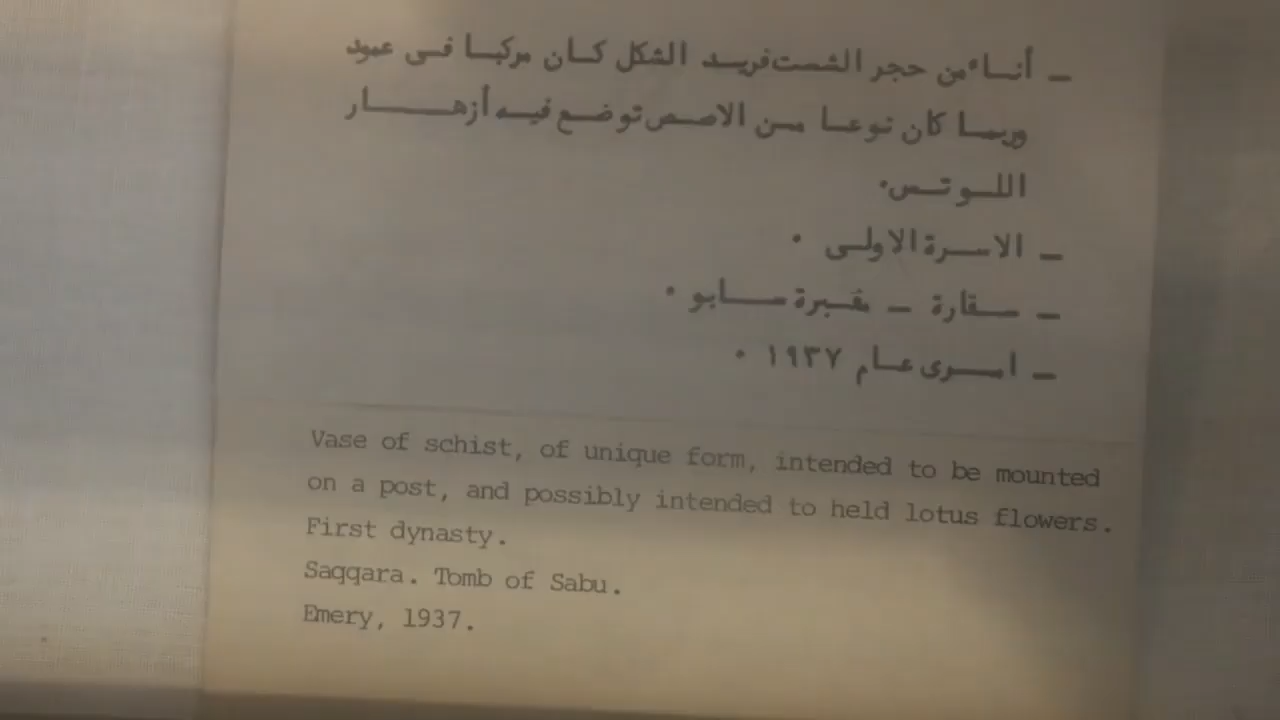 – أناء من حجر الشست فريد الشكل كان مركبا فى عمود
وربما كان نوعا من الاصص توضع فيه أزهار
اللوتس.
– الاسرة الاولى .
– سقارة – مقبرة سابو .
– امرى عام ١٩٣٧ .
Vase of schist, of unique form, intended to be mounted
on a post, and possibly intended to held lotus flowers.
First dynasty.
Saqqara. Tomb of Sabu.
Emery, 1937.